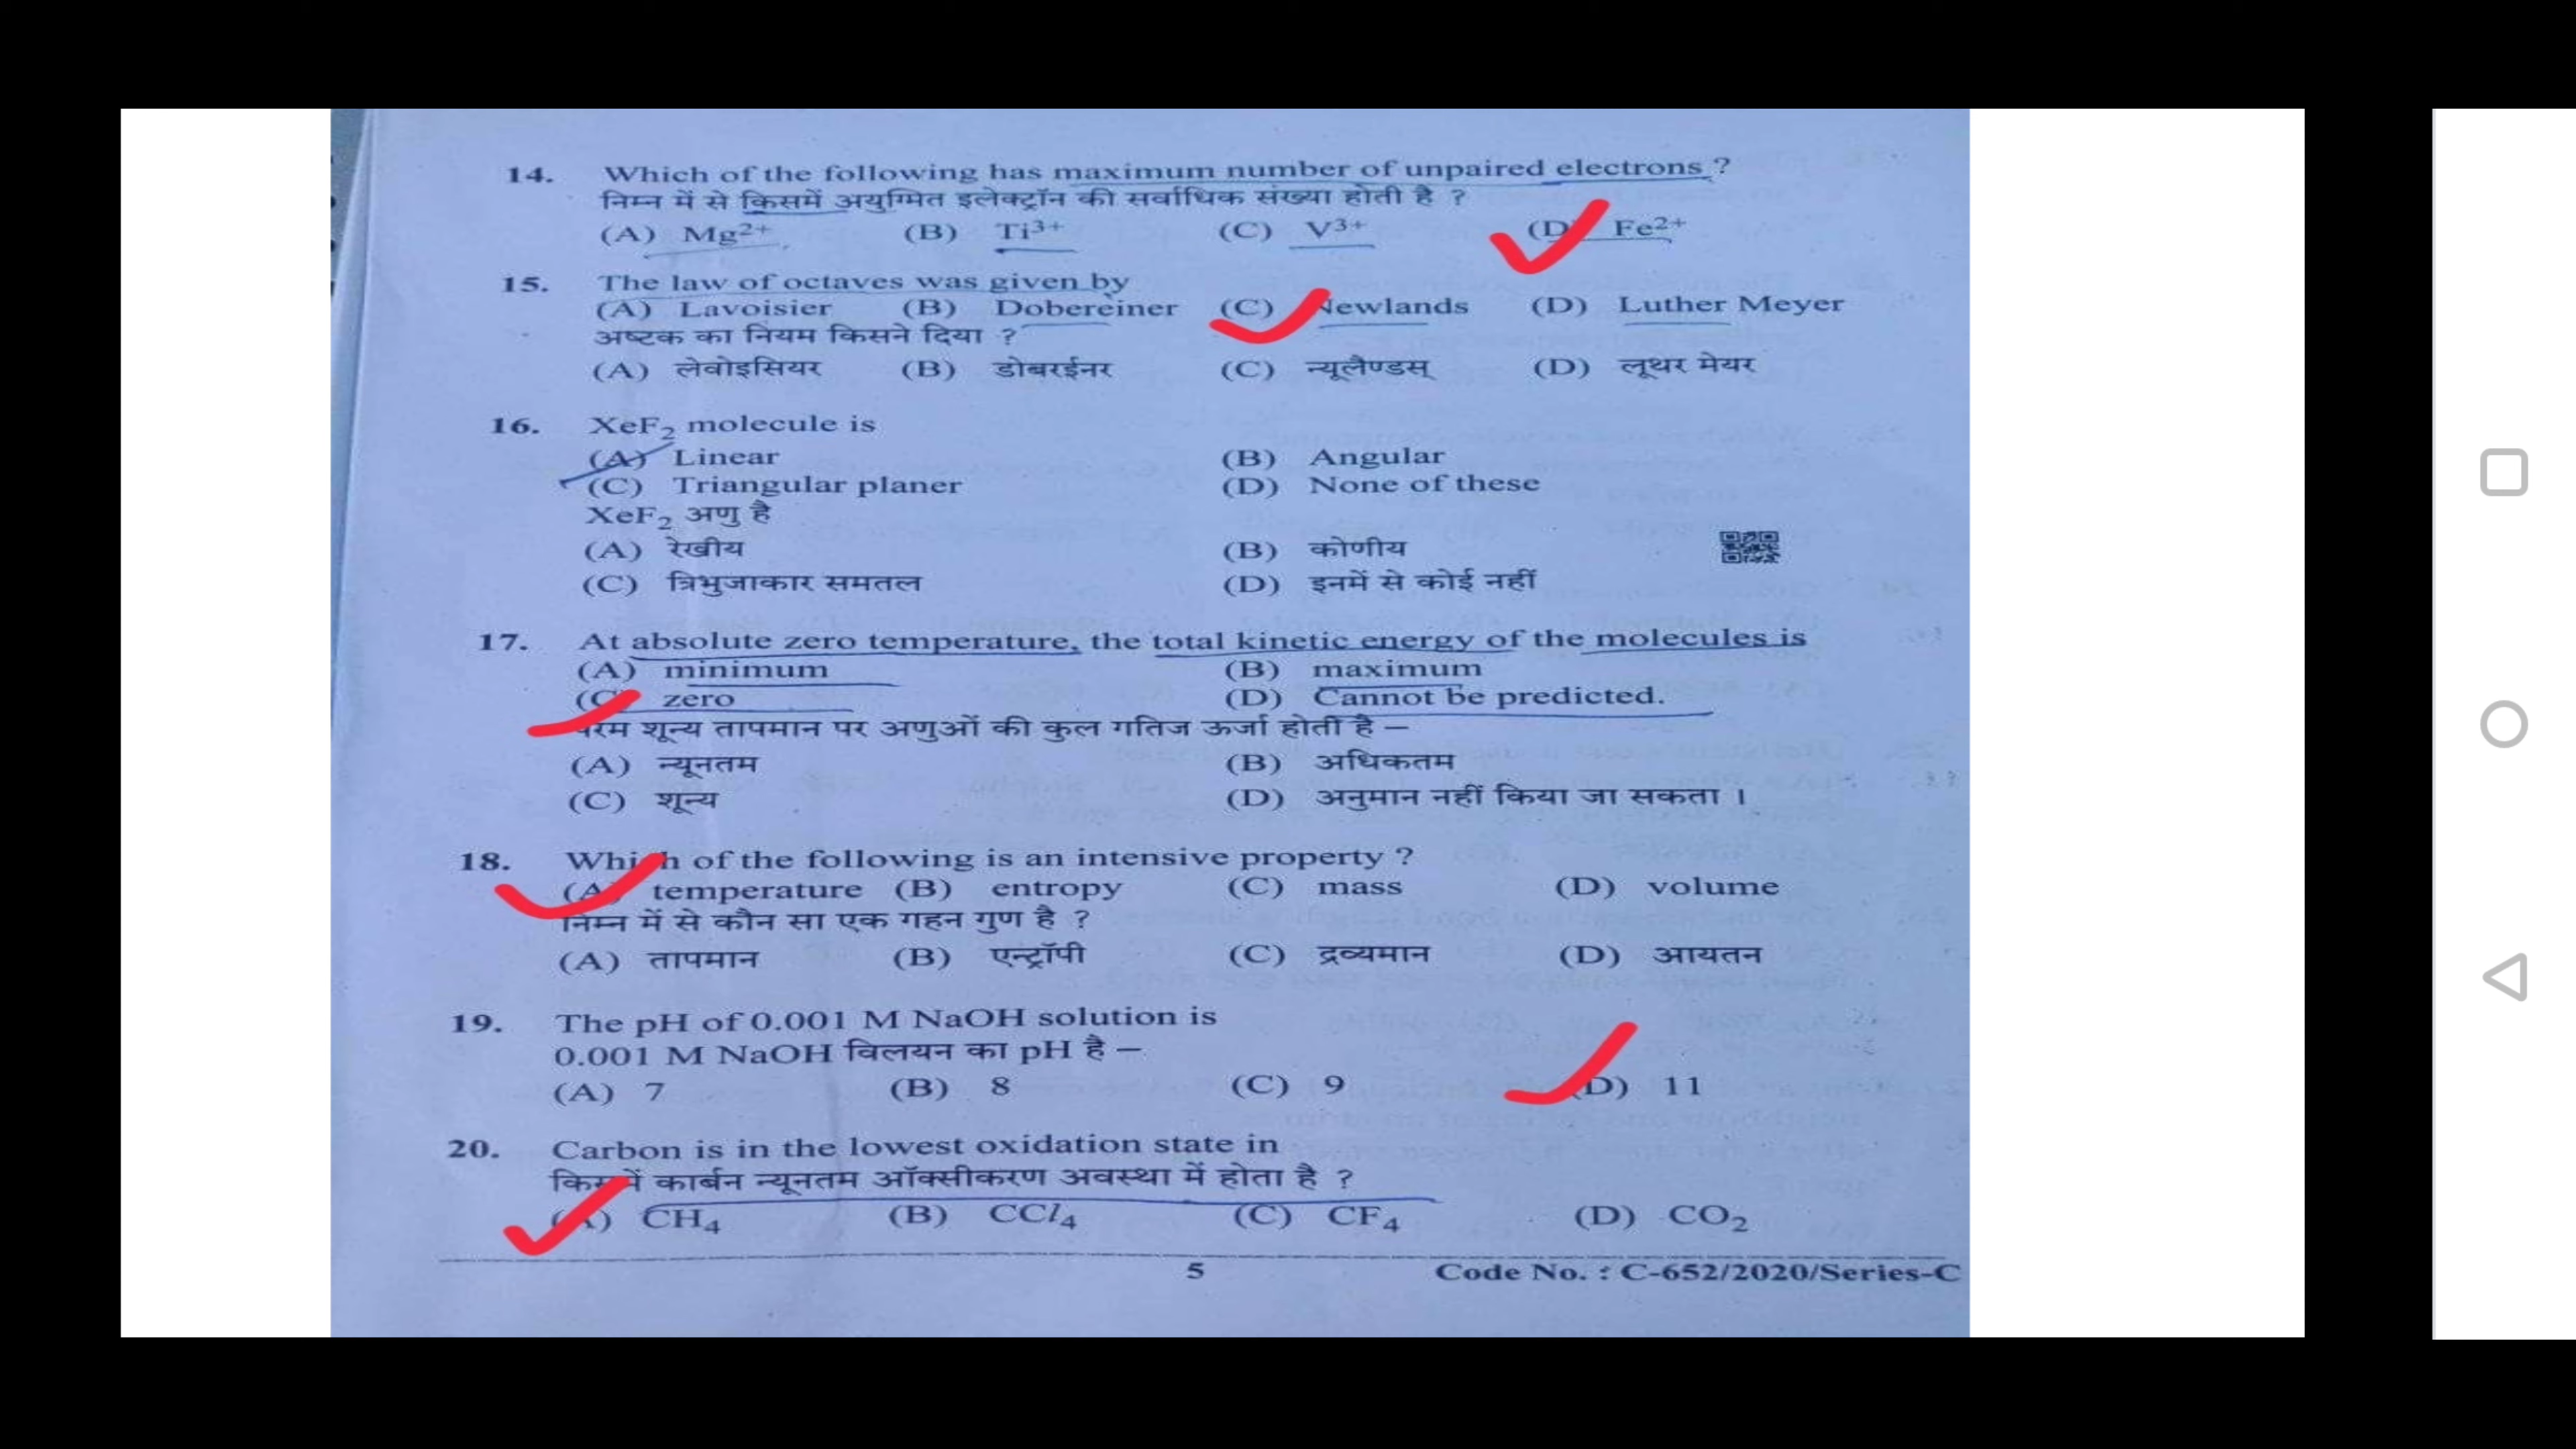 14. Which of the following has maximum number of unpaired electrons ?
निम्न में से किसमें अयुग्मित इलेक्ट्रॉन की सर्वाधिक संख्या होती है ?
(A) Mg²⁺ (B) Ti³⁺ (C) V³⁺ (D) Fe²⁺
15. The law of octaves was given by
(A) Lavoisier (B) Dobereiner (C) Newlands (D) Luther Meyer
अष्टक का नियम किसने दिया ?
(A) लेवोइसियर (B) डोबरईनर (C) न्यूलैण्डस् (D) लूथर मेयर
16. XeF₂ molecule is
(A) Linear (B) Angular
(C) Triangular planer (D) None of these
XeF₂ अणु है
(A) रेखीय (B) कोणीय
(C) त्रिभुजाकार समतल (D) इनमें से कोई नहीं
17. At absolute zero temperature, the total kinetic energy of the molecules is
(A) minimum (B) maximum
(C) zero (D) Cannot be predicted.
परम शून्य तापमान पर अणुओं की कुल गतिज ऊर्जा होती है –
(A) न्यूनतम (B) अधिकतम
(C) शून्य (D) अनुमान नहीं किया जा सकता ।
18. Which of the following is an intensive property ?
(A) temperature (B) entropy (C) mass (D) volume
निम्न में से कौन सा एक गहन गुण है ?
(A) तापमान (B) एन्ट्रॉपी (C) द्रव्यमान (D) आयतन
19. The pH of 0.001 M NaOH solution is
0.001 M NaOH विलयन का pH है –
(A) 7 (B) 8 (C) 9 (D) 11
20. Carbon is in the lowest oxidation state in
किसमें कार्बन न्यूनतम ऑक्सीकरण अवस्था में होता है ?
(A) CH₄ (B) CCl₄ (C) CF₄ (D) CO₂
5 Code No. : C-652/2020/Series-C